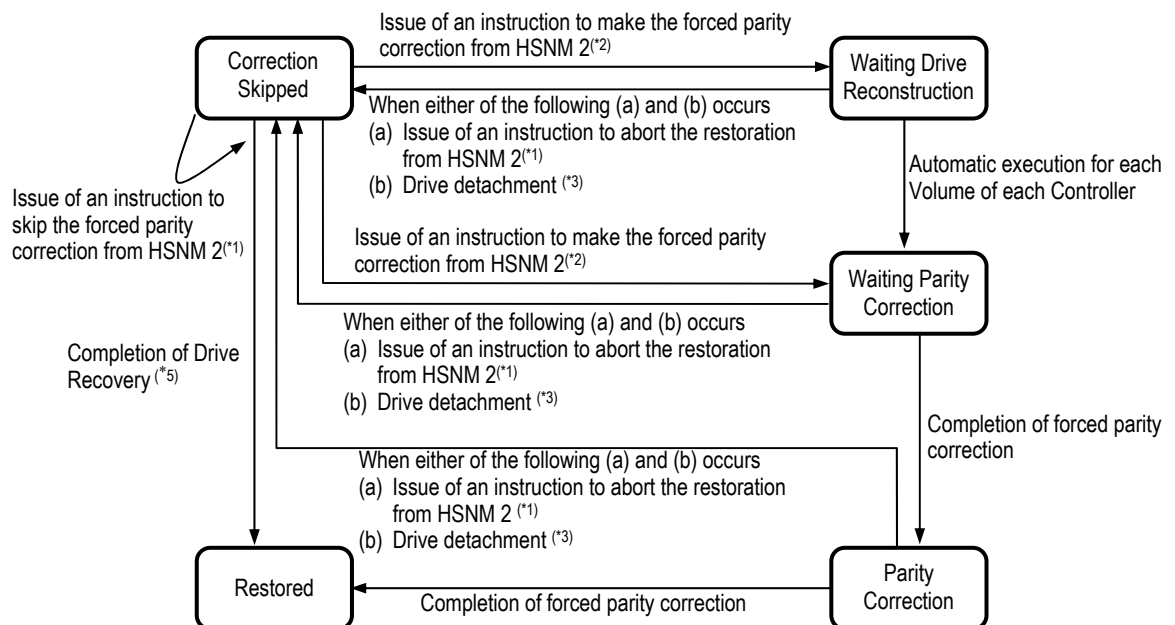 Issue of an instruction to make the forced parity
correction from HSNM 2(*2)
Correction
Skipped
Waiting Drive
Reconstruction
When either of the following (a) and (b) occurs
(a) Issue of an instruction to abort the restoration
from HSNM 2(*1)
(b) Drive detachment (*3)
Automatic execution for each
Volume of each Controller
Issue of an instruction to
skip the forced parity
correction from HSNM 2(*1)
Issue of an instruction to make the forced parity
correction from HSNM 2(*2)
Waiting Parity
Correction
When either of the following (a) and (b) occurs
(a) Issue of an instruction to abort the restoration
from HSNM 2(*1)
(b) Drive detachment (*3)
Completion of Drive
Recovery (*5)
Completion of forced parity
correction
When either of the following (a) and (b) occurs
(a) Issue of an instruction to abort the restoration
from HSNM 2 (*1)
(b) Drive detachment (*3)
Restored
Parity
Correction
Completion of forced parity correction